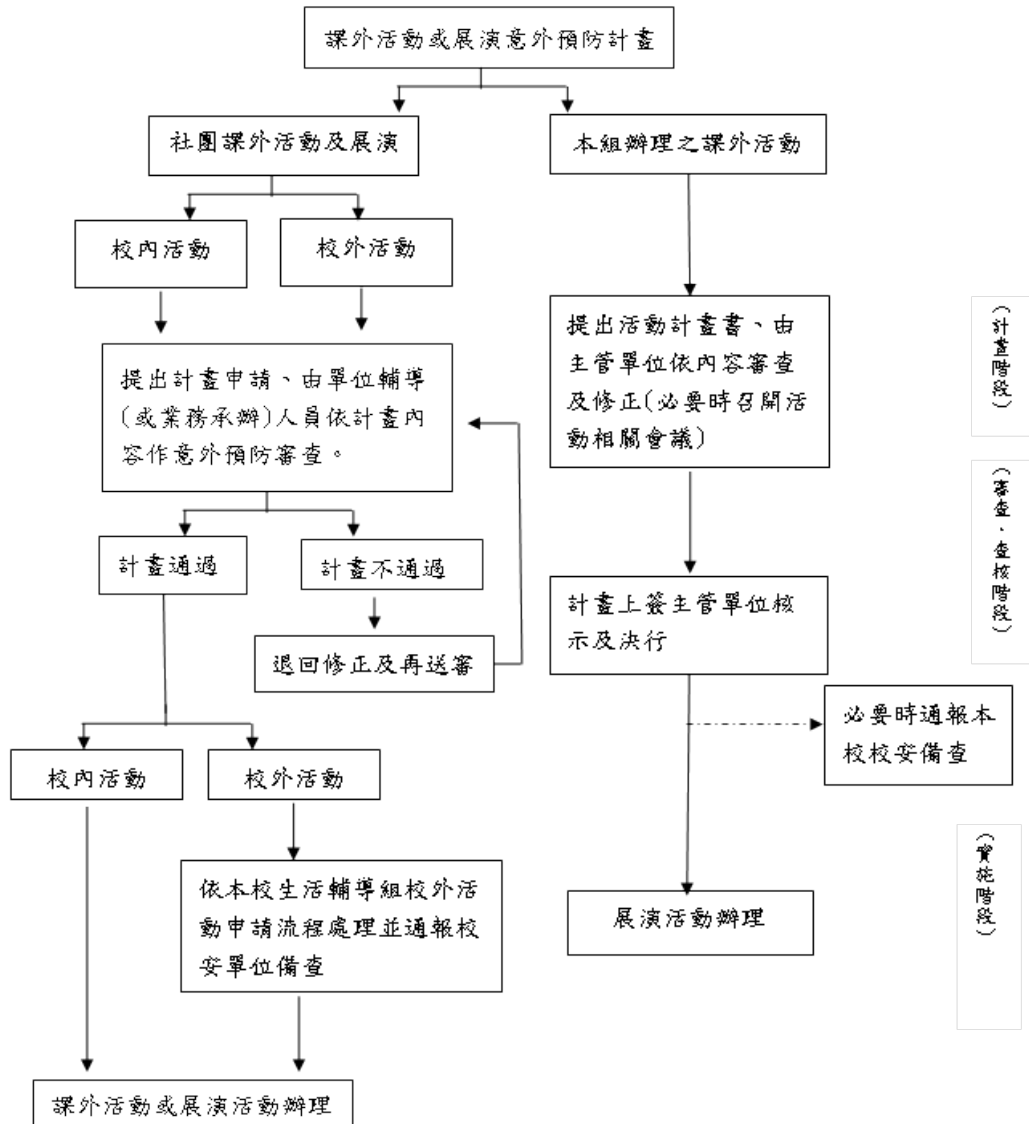 課外活動或展演意外預防計畫
社團課外活動及展演
本組辦理之課外活動
校內活動
校外活動
提出計畫申請、由單位輔導
(或業務承辦)人員依計畫內
容作意外預防審查。
提出活動計畫書、由
主管單位依內容審查
及修正(必要時召開活
動相關會議)
(計畫階段)
計畫通過
計畫不通過
退回修正及再送審
計畫上簽主管單位核
示及決行
(審查、查核階段)
必要時通報本
校校安備查
校內活動
校外活動
依本校生活輔導組校外活
動申請流程處理並通報校
安單位備查
展演活動辦理
(實施階段)
課外活動或展演活動辦理